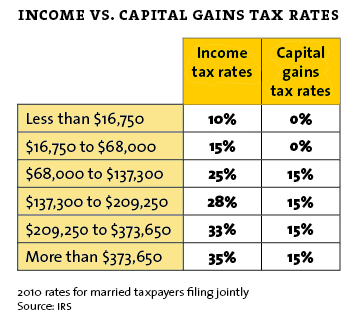 INCOME VS. CAPITAL GAINS TAX RATES
Income tax rates Capital gains tax rates
Less than $16,750 10% 0%
$16,750 to $68,000 15% 0%
$68,000 to $137,300 25% 15%
$137,300 to $209,250 28% 15%
$209,250 to $373,650 33% 15%
More than $373,650 35% 15%
2010 rates for married taxpayers filing jointly
Source: IRS